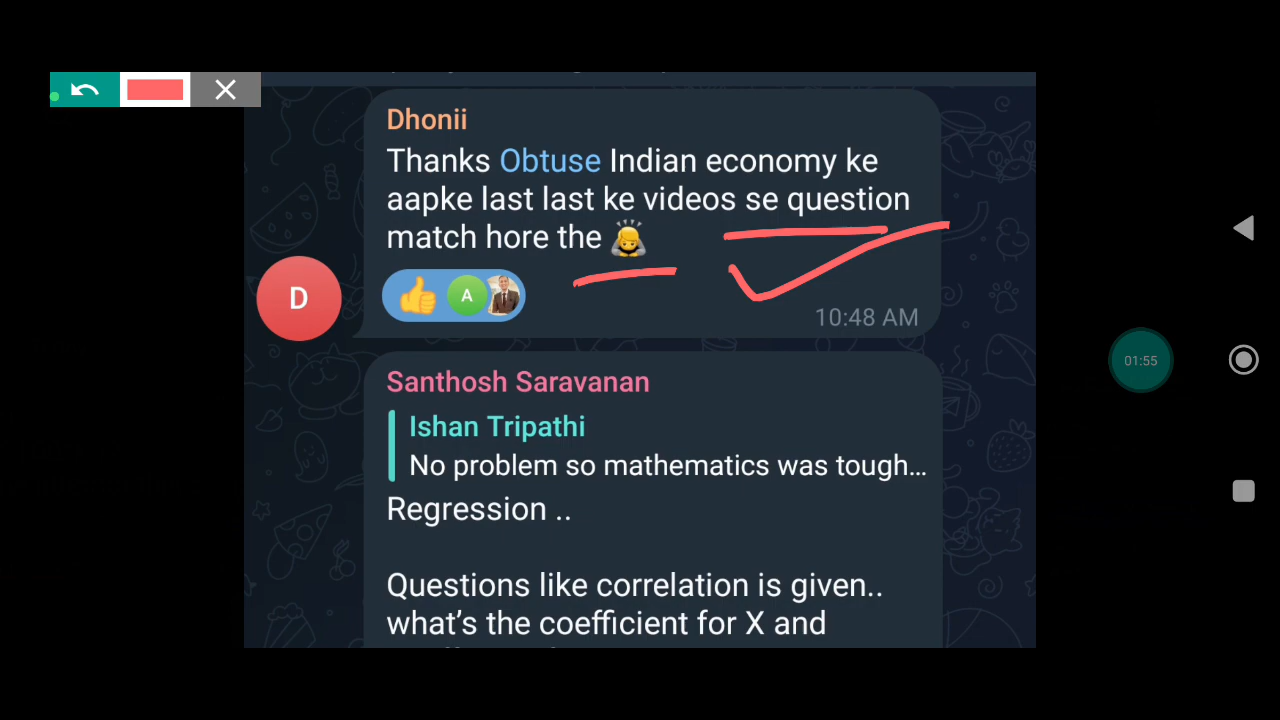 Dhonii
Thanks Obtuse Indian economy ke
aapke last last ke videos se question
match hore the
D
A
10:48 AM
01:55
Santhosh Saravanan
Ishan Tripathi
No problem so mathematics was tough...
Regression ..
Questions like correlation is given..
what's the coefficient for X and